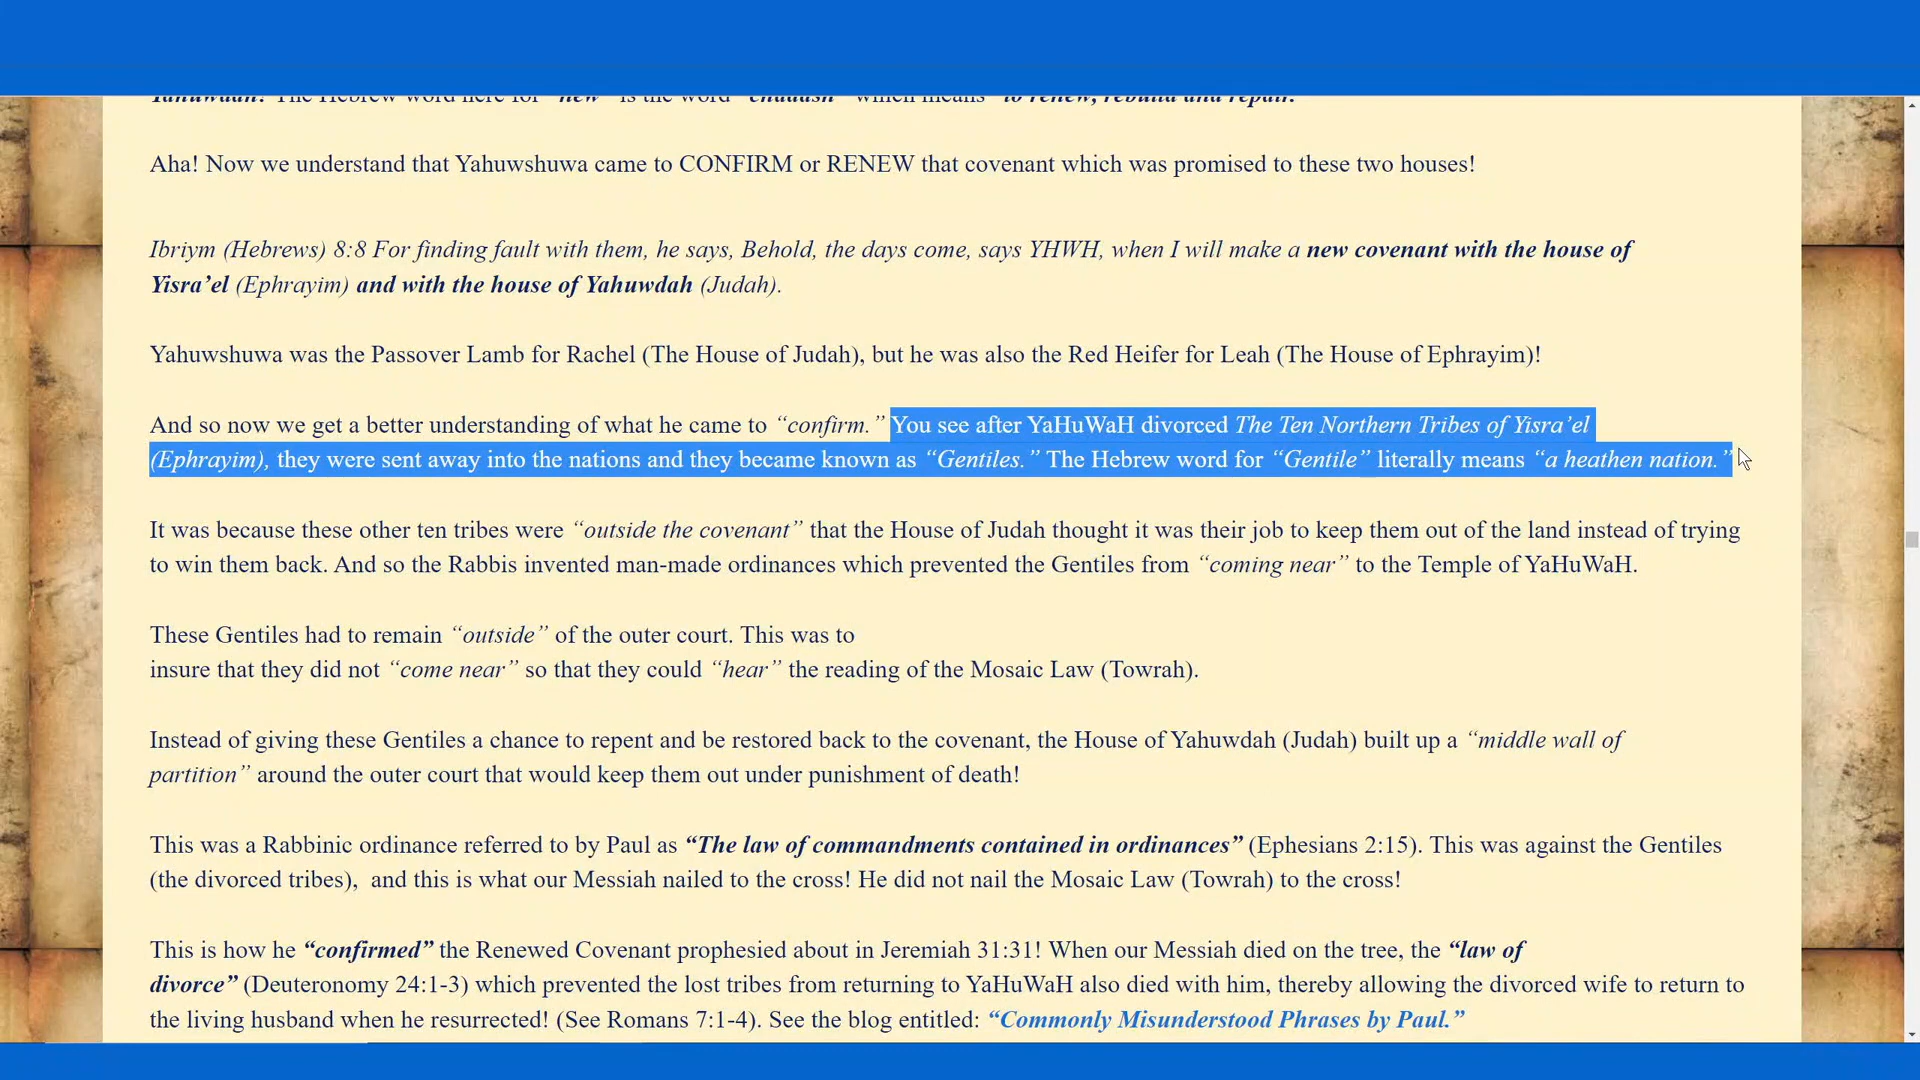 Yahuwdah! The Hebrew word here for “new” is the word “chadash” which means “to renew, rebuild and repair.”
Aha! Now we understand that Yahuwshuwa came to CONFIRM or RENEW that covenant which was promised to these two houses!
Ibriym (Hebrews) 8:8 For finding fault with them, he says, Behold, the days come, says YHWH, when I will make a new covenant with the house of
Yisra’el (Ephrayim) and with the house of Yahuwdah (Judah).
Yahuwshuwa was the Passover Lamb for Rachel (The House of Judah), but he was also the Red Heifer for Leah (The House of Ephrayim)!
And so now we get a better understanding of what he came to “confirm.” You see after YaHuWaH divorced The Ten Northern Tribes of Yisra’el
(Ephrayim), they were sent away into the nations and they became known as “Gentiles.” The Hebrew word for “Gentile” literally means “a heathen nation.”
It was because these other ten tribes were “outside the covenant” that the House of Judah thought it was their job to keep them out of the land instead of trying
to win them back. And so the Rabbis invented man-made ordinances which prevented the Gentiles from “coming near” to the Temple of YaHuWaH.
These Gentiles had to remain “outside” of the outer court. This was to
insure that they did not “come near” so that they could “hear” the reading of the Mosaic Law (Towrah).
Instead of giving these Gentiles a chance to repent and be restored back to the covenant, the House of Yahuwdah (Judah) built up a “middle wall of
partition” around the outer court that would keep them out under punishment of death!
This was a Rabbinic ordinance referred to by Paul as “The law of commandments contained in ordinances” (Ephesians 2:15). This was against the Gentiles
(the divorced tribes), and this is what our Messiah nailed to the cross! He did not nail the Mosaic Law (Towrah) to the cross!
This is how he “confirmed” the Renewed Covenant prophesied about in Jeremiah 31:31! When our Messiah died on the tree, the “law of
divorce” (Deuteronomy 24:1-3) which prevented the lost tribes from returning to YaHuWaH also died with him, thereby allowing the divorced wife to return to
the living husband when he resurrected! (See Romans 7:1-4). See the blog entitled: “Commonly Misunderstood Phrases by Paul.”